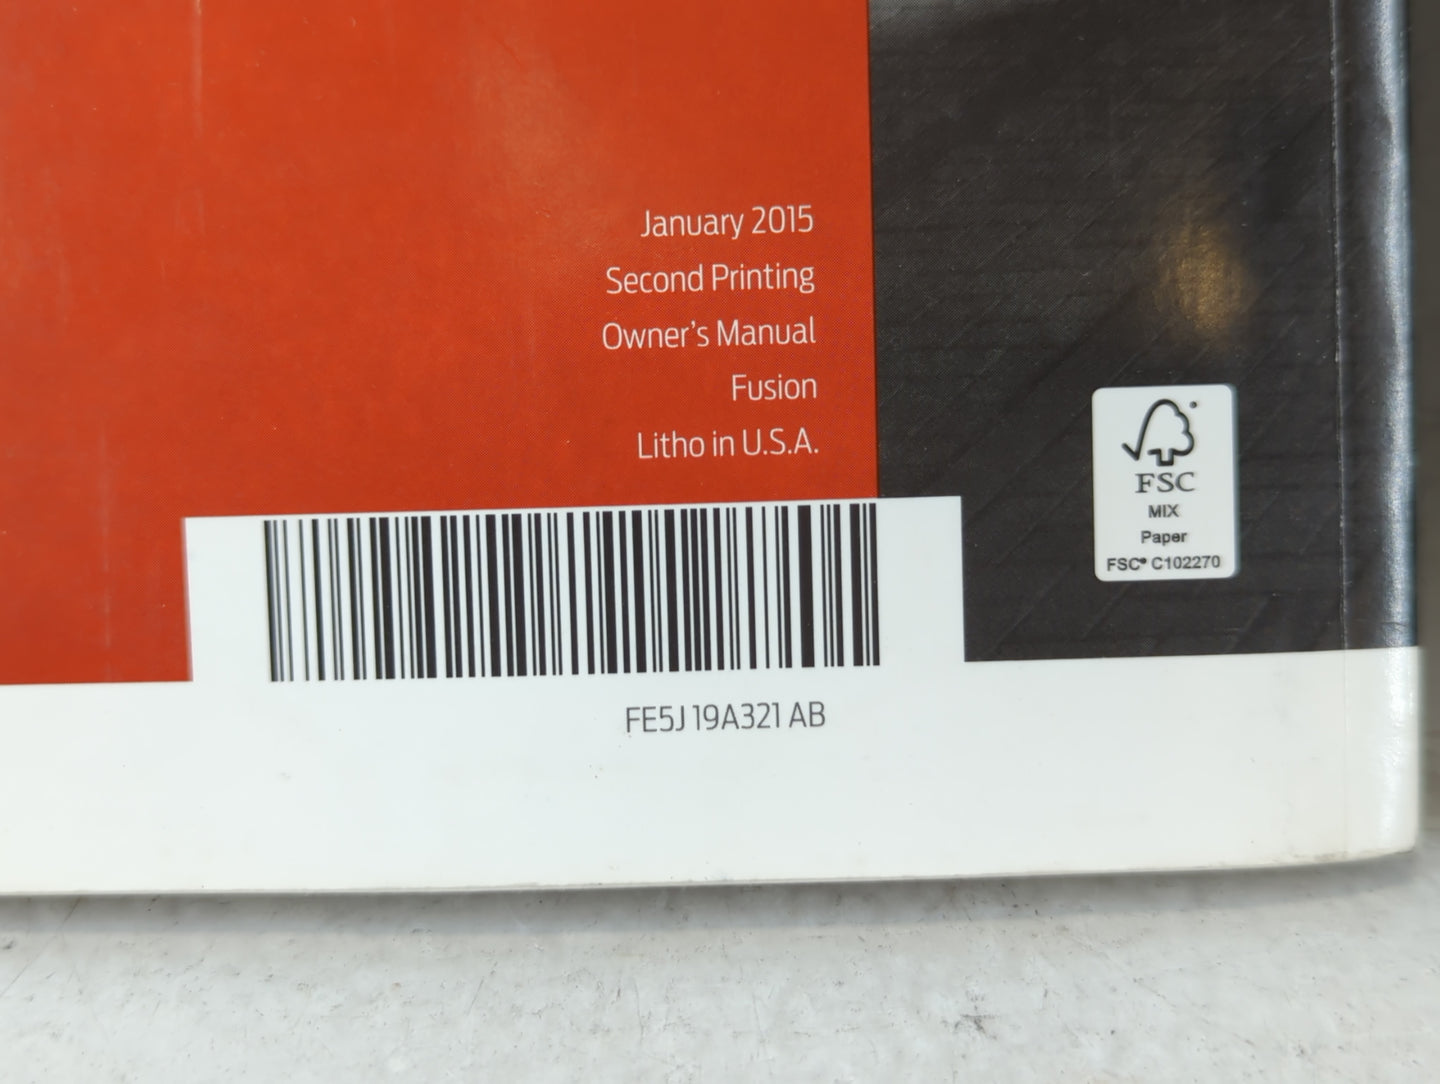 January 2015
Second Printing
Owner's Manual
Fusion
Litho in U.S.A.
FE5J 19A321 AB
FSC
MIX
Paper
FSC® C102270